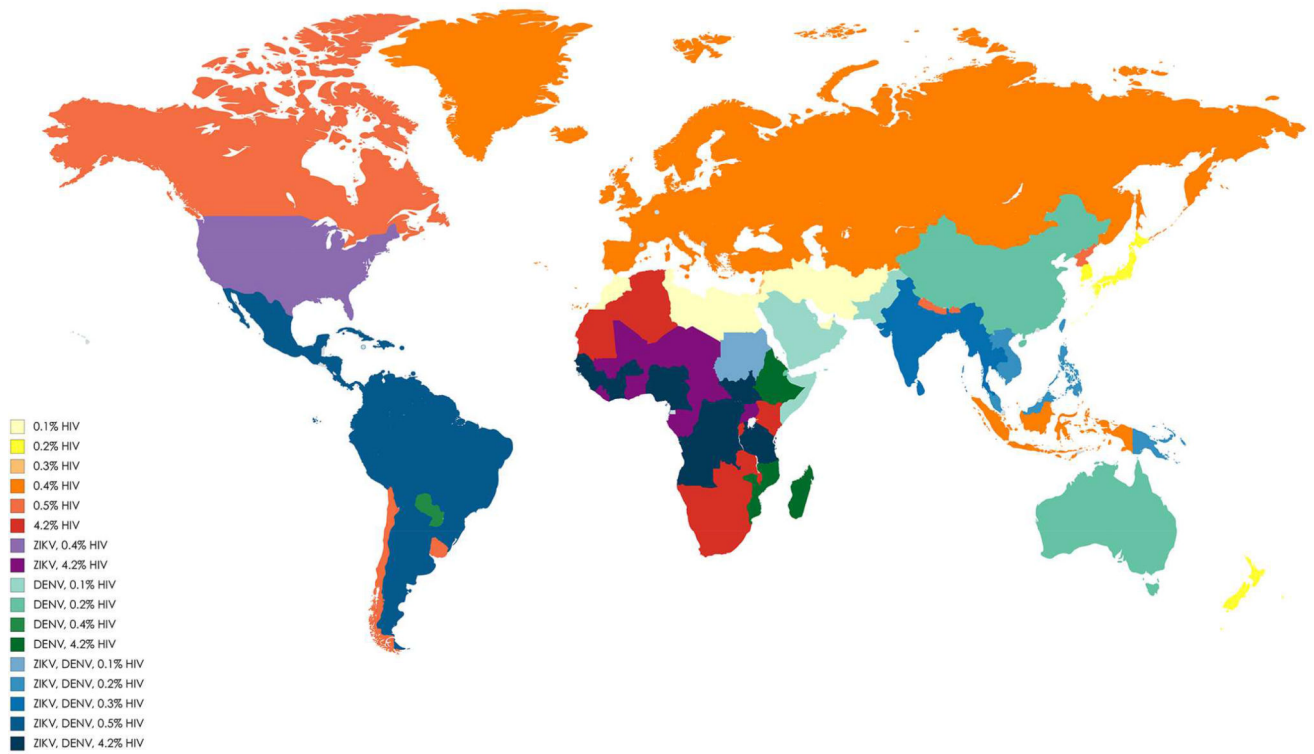 0.1% HIV
0.2% HIV
0.3% HIV
0.4% HIV
0.5% HIV
4.2% HIV
ZIKV, 0.4% HIV
ZIKV, 4.2% HIV
DENV, 0.1% HIV
DENV, 0.2% HIV
DENV, 0.4% HIV
DENV, 4.2% HIV
ZIKV, DENV, 0.1% HIV
ZIKV, DENV, 0.2% HIV
ZIKV, DENV, 0.3% HIV
ZIKV, DENV, 0.5% HIV
ZIKV, DENV, 4.2% HIV